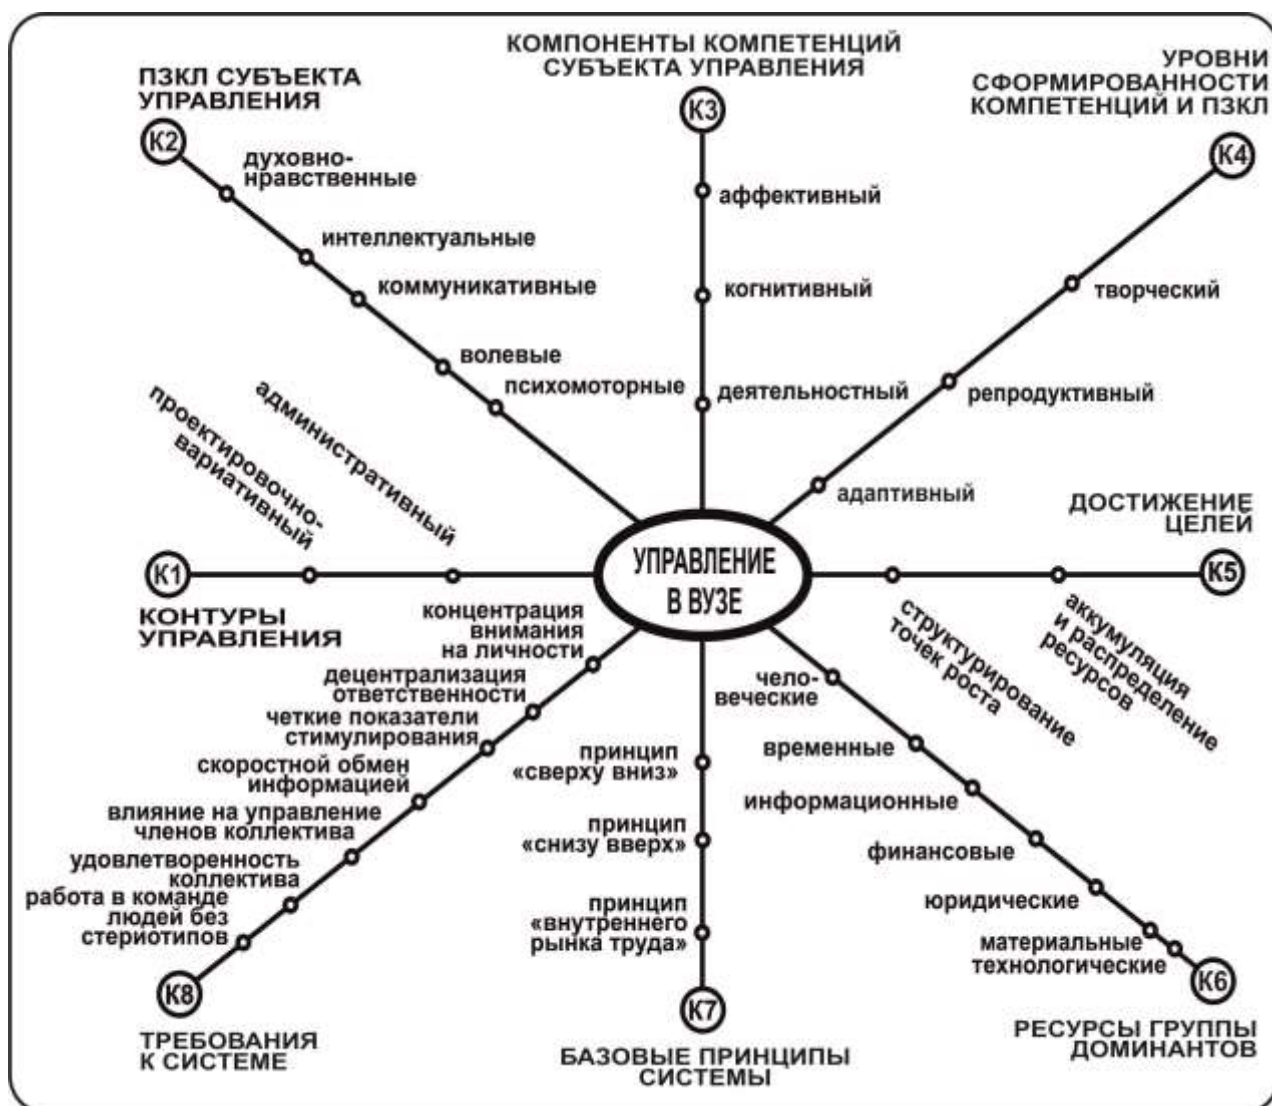 КОМПОНЕНТЫ КОМПЕТЕНЦИЙ
СУБЪЕКТА УПРАВЛЕНИЯ
УРОВНИ
СФОРМИРОВАННОСТИ
КОМПЕТЕНЦИЙ И ПЗКЛ
ПЗКЛ СУБЪЕКТА
УПРАВЛЕНИЯ
К2
К3
К4
духовно-
нравственные
интеллектуальные
коммуникативные
волевые
психомоторные
аффективный
когнитивный
деятельностный
творческий
репродуктивный
адаптивный
проектировочно-
вариативный
административный
К1
КОНТУРЫ
УПРАВЛЕНИЯ
УПРАВЛЕНИЕ
В ВУЗЕ
ДОСТИЖЕНИЕ
ЦЕЛЕЙ
К5
структурирование
точек роста
аккумуляция
и распределение
ресурсов
концентрация
внимания
на личности
децентрализация
ответственности
четкие показатели
стимулирования
скоростной обмен
информацией
влияние на управление
членов коллектива
удовлетворенность
коллектива
работа в команде
людей без
стериотипов
К8
ТРЕБОВАНИЯ
К СИСТЕМЕ
принцип
«сверху вниз»
принцип
«снизу вверх»
принцип
«внутреннего
рынка труда»
К7
БАЗОВЫЕ ПРИНЦИПЫ
СИСТЕМЫ
чело-
веческие
временные
информационные
финансовые
юридические
материальные
технологические
К6
РЕСУРСЫ ГРУППЫ
ДОМИНАНТОВ